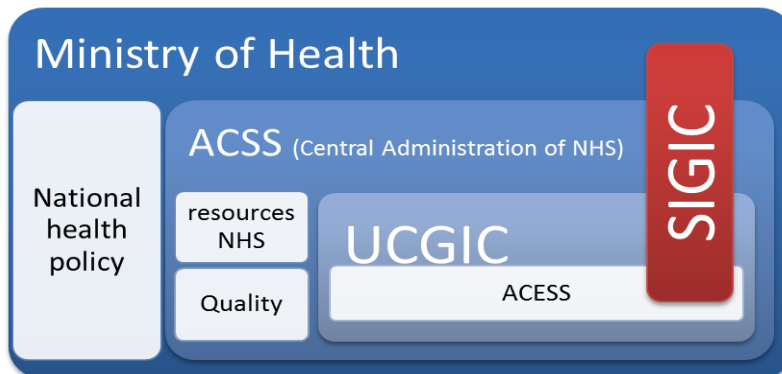 Ministry of Health
National
health
policy
ACSS (Central Administration of NHS)
resources
NHS
Quality
UCGIC
ACESS
SIGIC